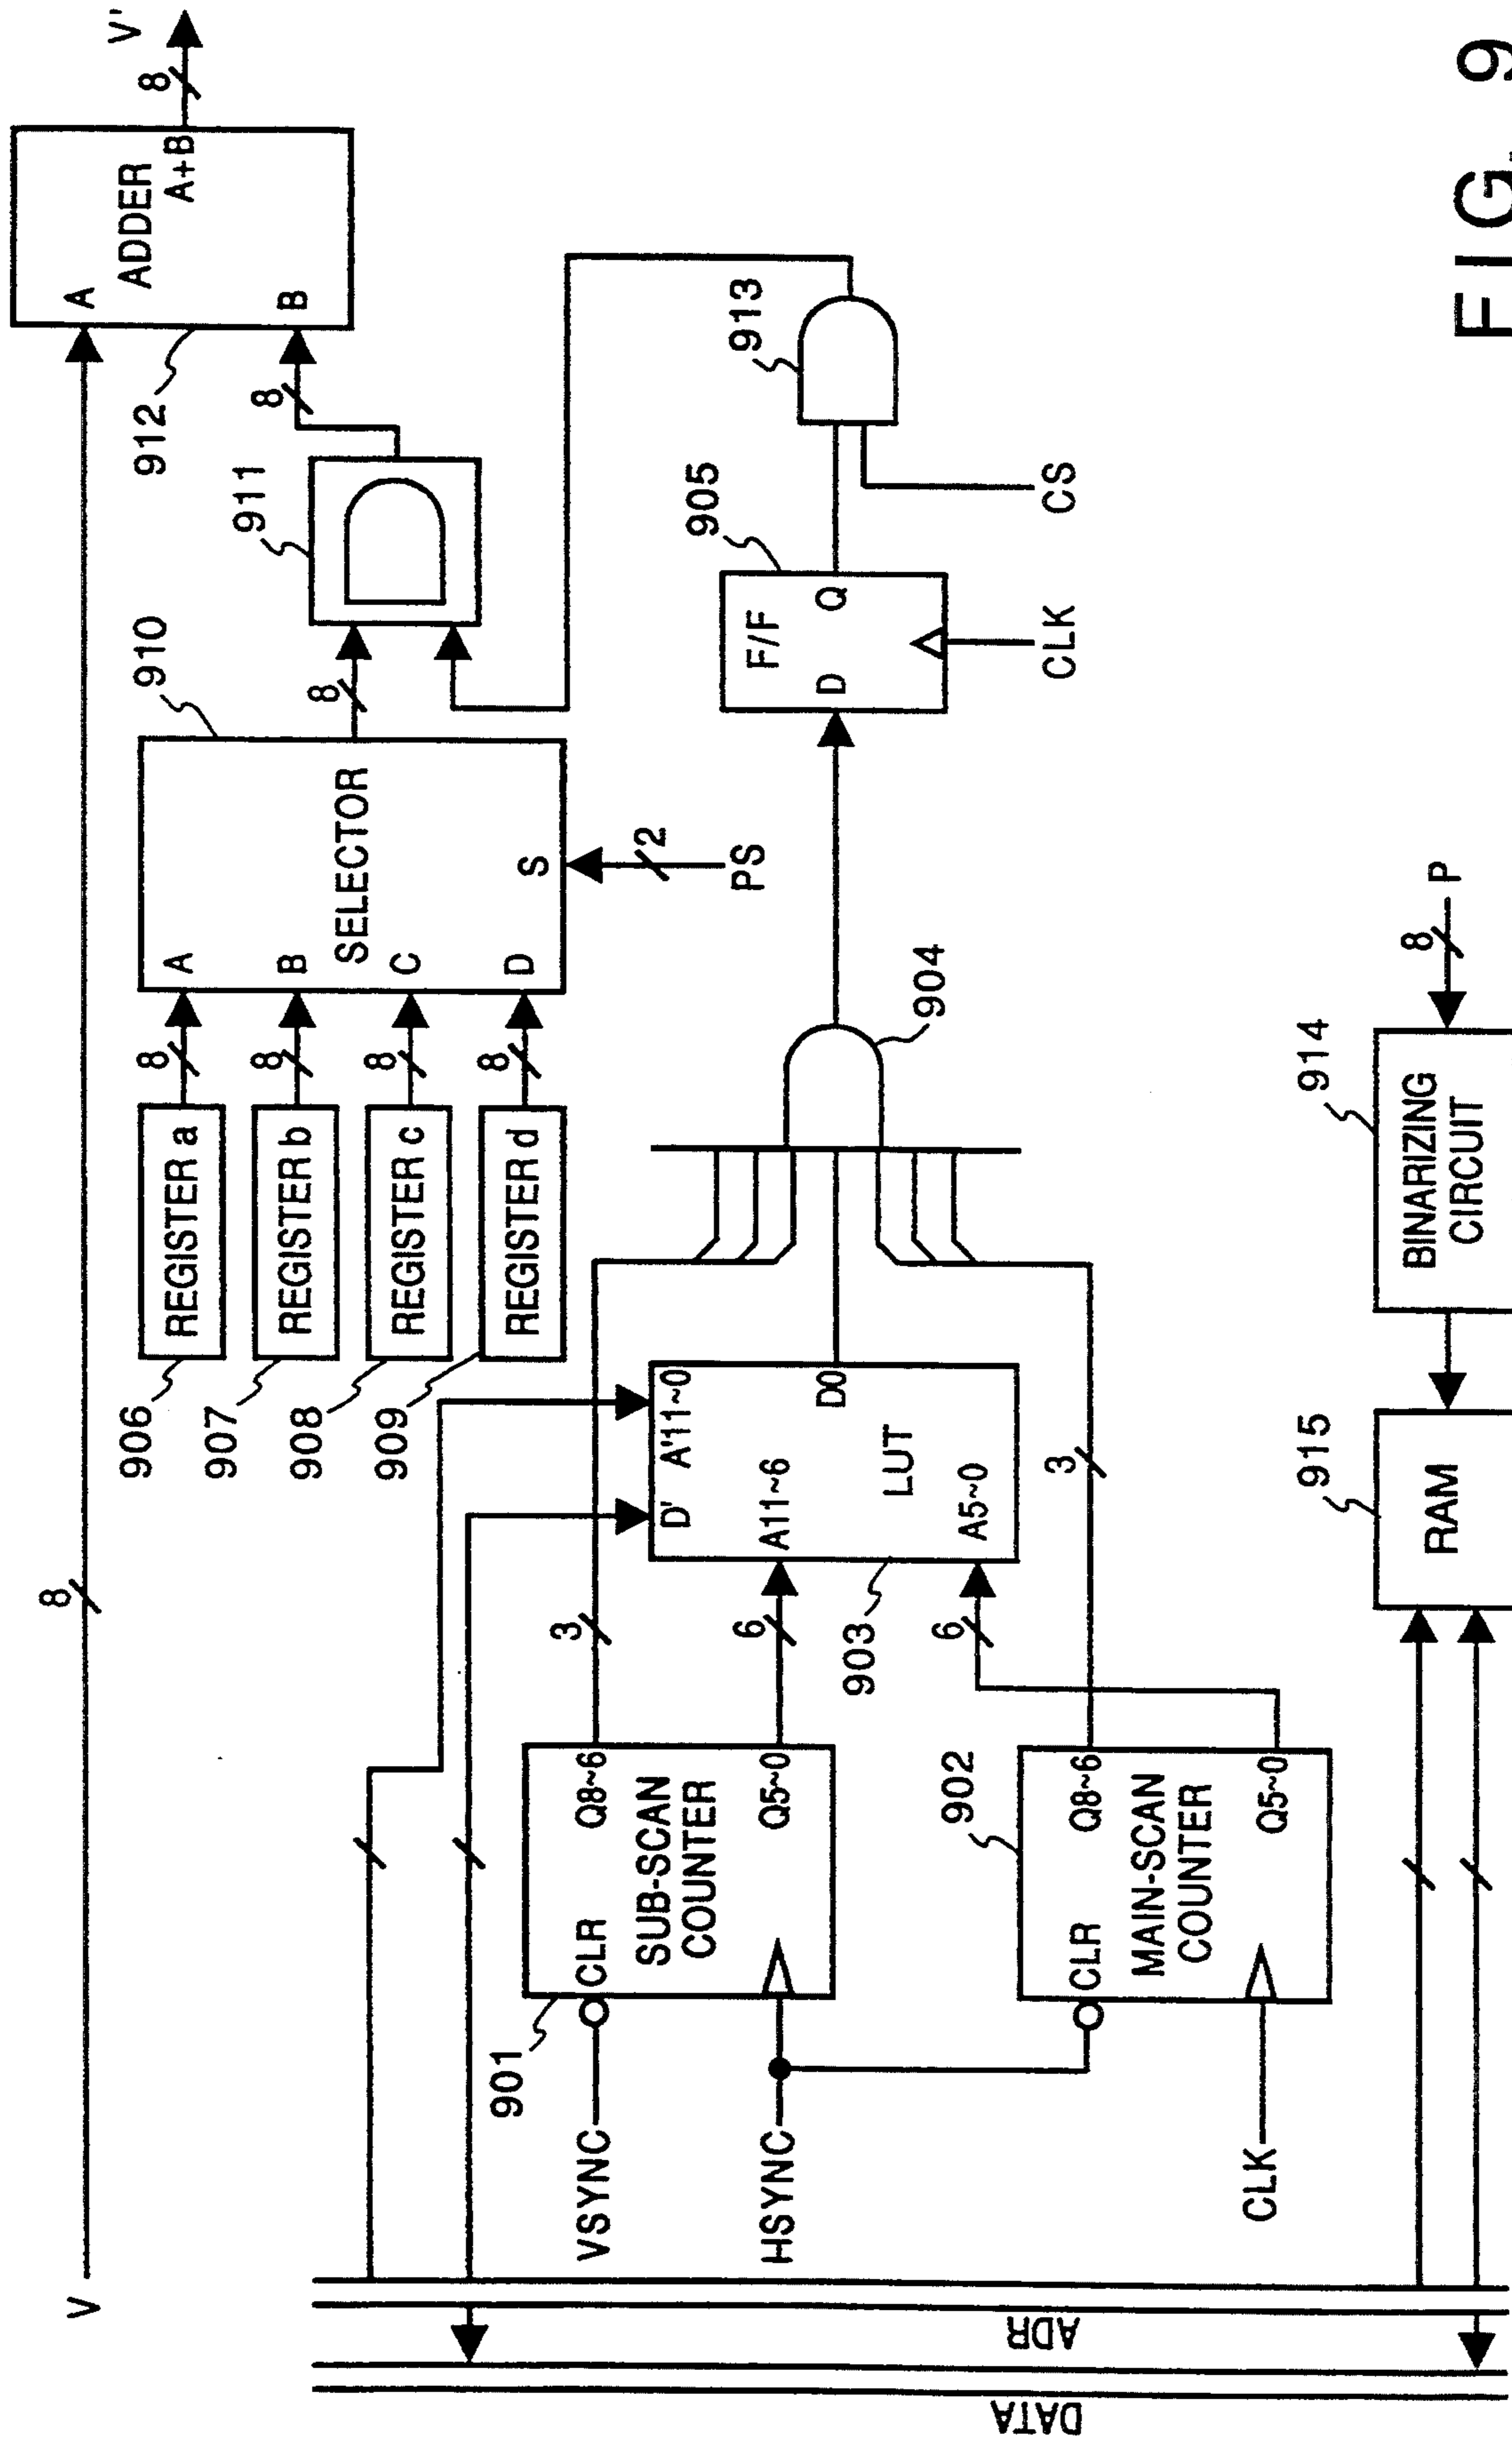 V
8
A
ADDER
A+B
B
8
V'
912
8
906
REGISTER a
8
907
REGISTER b
8
908
REGISTER c
8
909
REGISTER d
8
A
B
C
D
SELECTOR
S
910
2
PS
8
911
913
CS
905
F/F
D
Q
CLK
904
D'
A'11~0
A11~6
D0
LUT
A5~0
903
3
6
6
3
VSYNC
901
CLR
Q8~6
SUB-SCAN
COUNTER
Q5~0
HSYNC
902
CLR
Q8~6
MAIN-SCAN
COUNTER
Q5~0
CLK
ADR
DATA
915
RAM
914
BINARIZING
CIRCUIT
8
P
FIG. 9